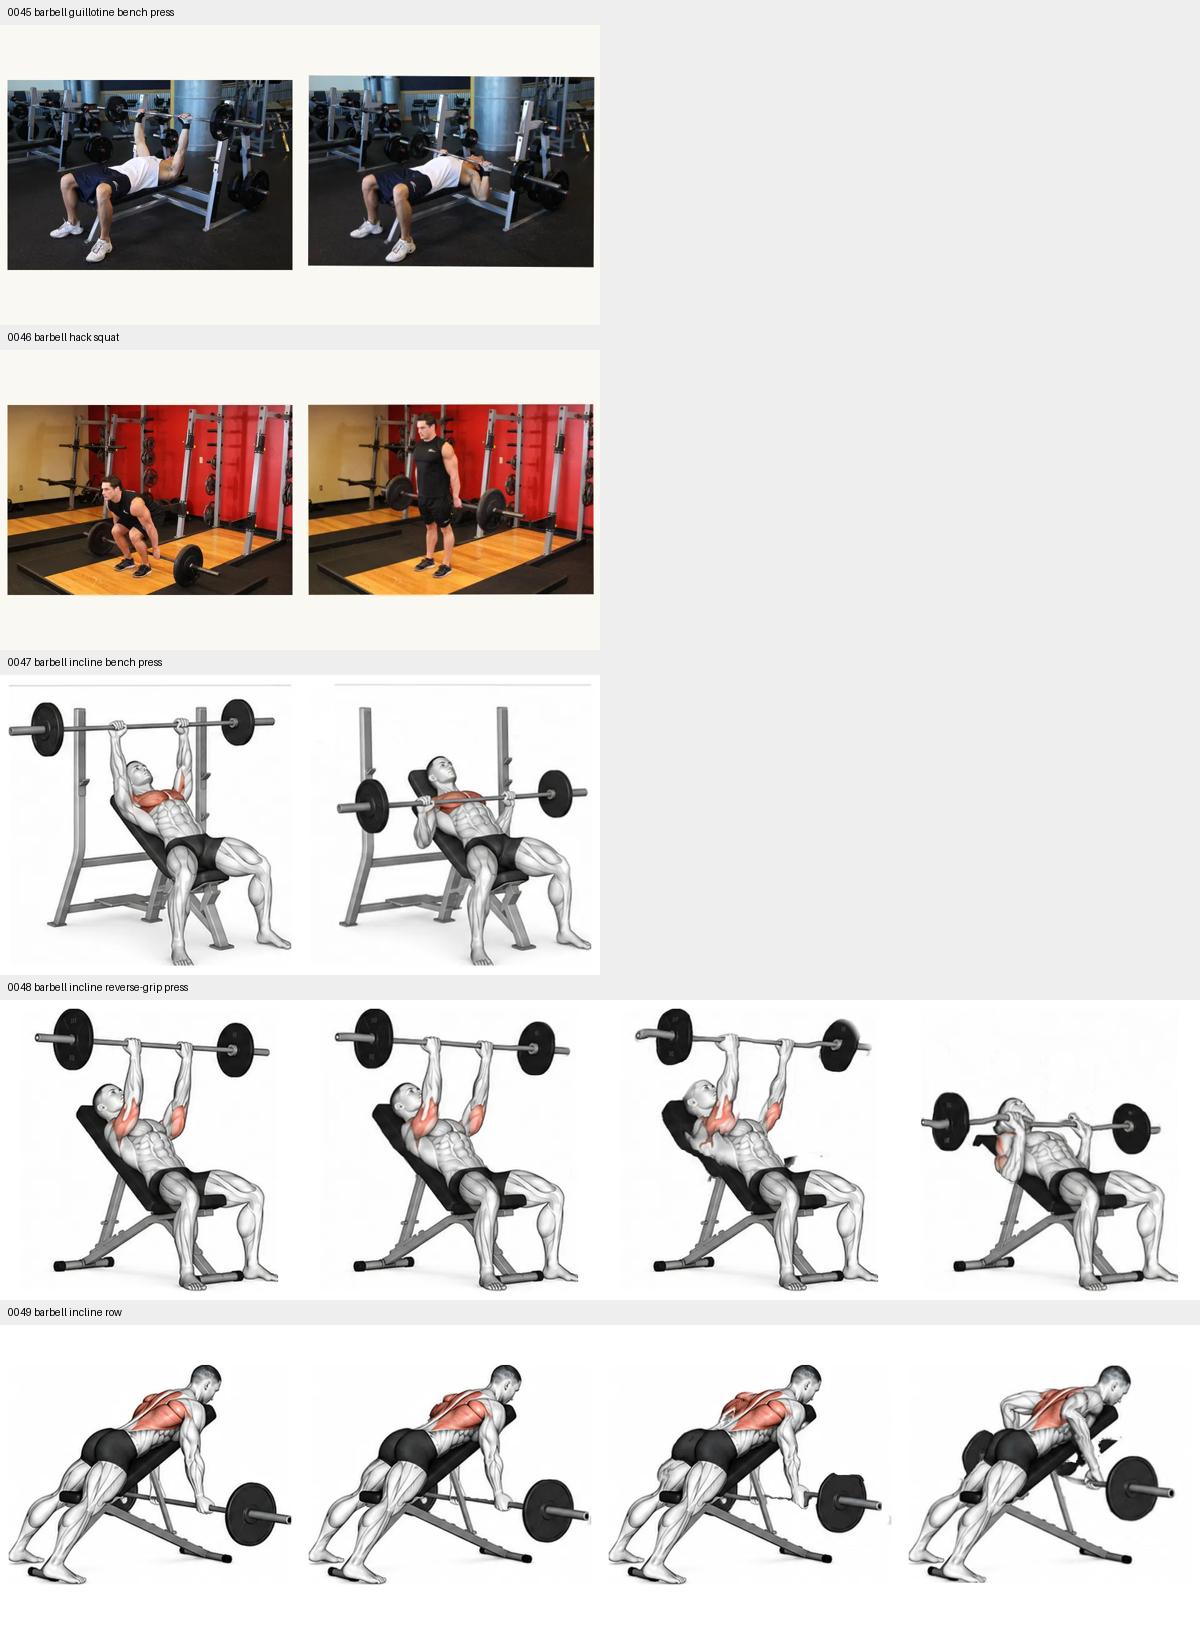 0045 barbell guillotine bench press
0046 barbell hack squat
0047 barbell incline bench press
0048 barbell incline reverse-grip press
0049 barbell incline row